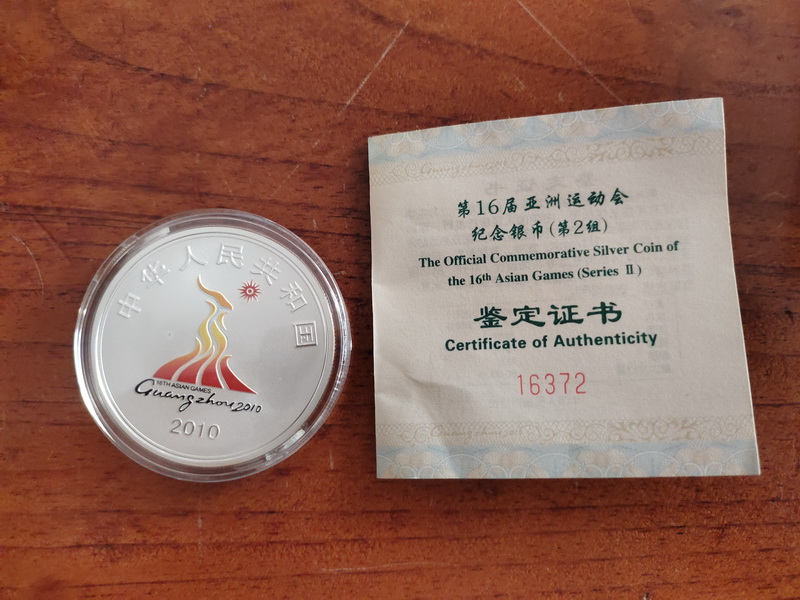 中华人民共和国
16TH ASIAN GAMES
Guangzhou 2010
2010
第16届亚洲运动会
纪念银币(第2组)
The Official Commemorative Silver Coin of
the 16th Asian Games (Series Ⅱ)
鉴定证书
Certificate of Authenticity
16372